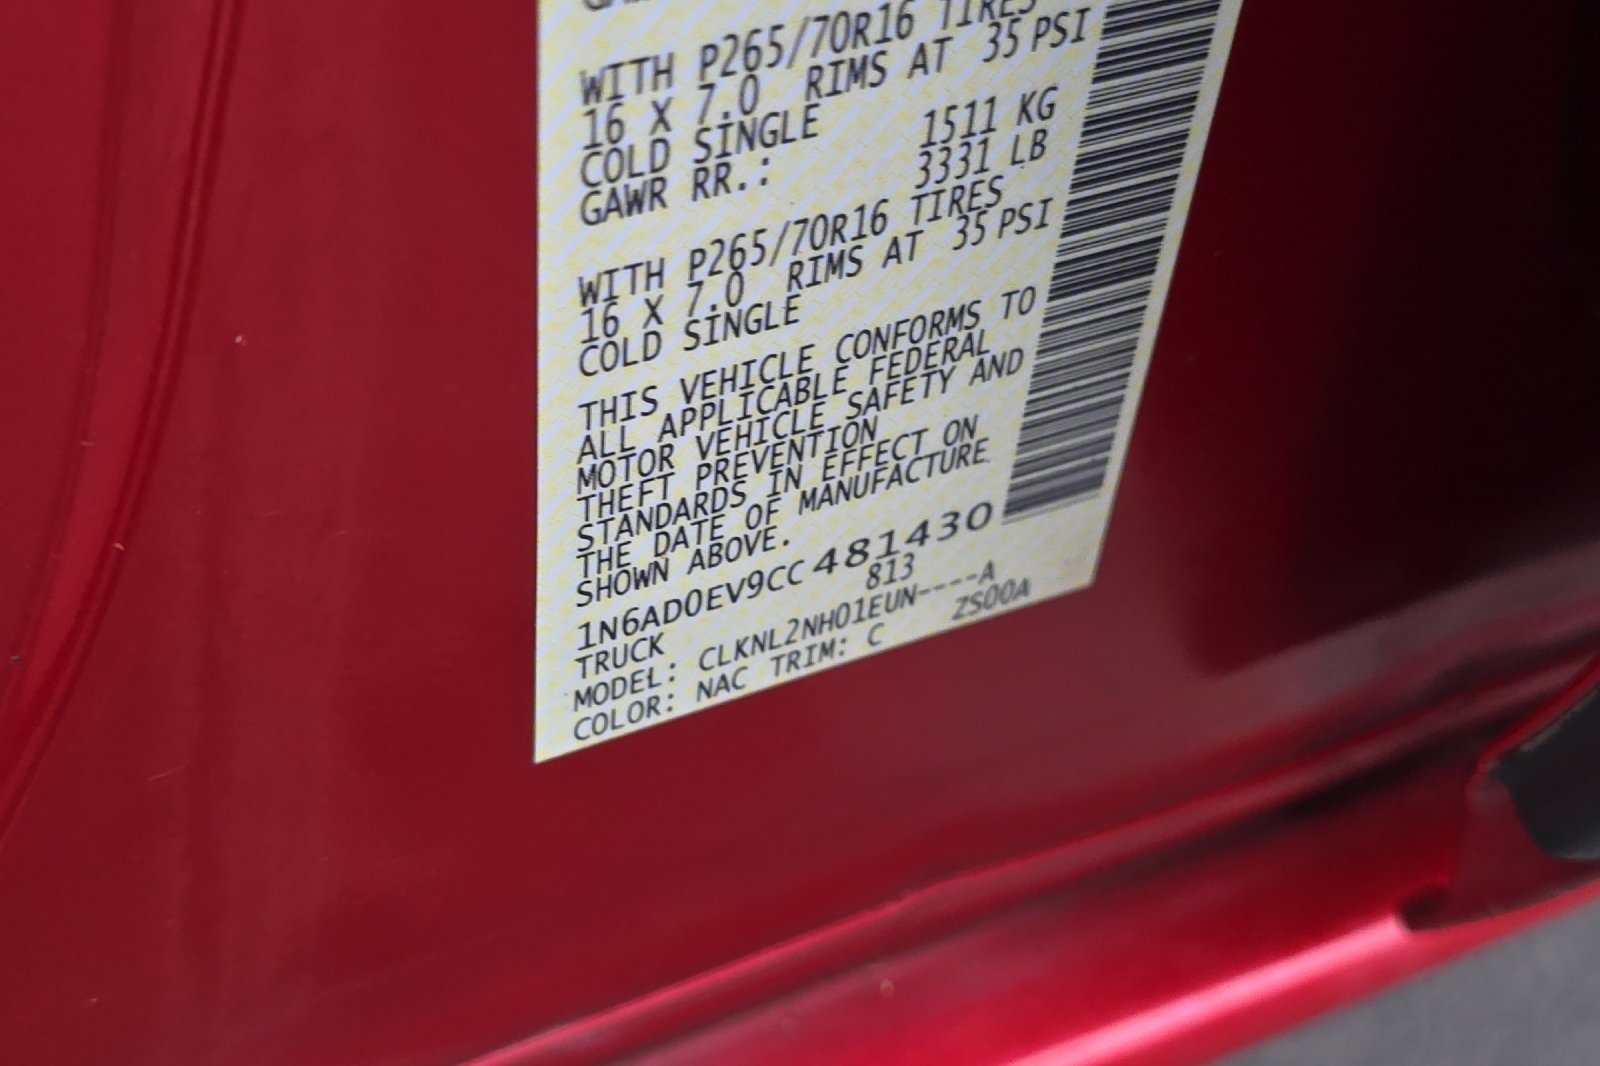 WITH P265/70R16 TIRES
16 X 7.0 RIMS AT 35 PSI
COLD SINGLE 1511 KG
GAWR RR.: 3331 LB
WITH P265/70R16 TIRES
16 X 7.0 RIMS AT 35 PSI
COLD SINGLE
THIS VEHICLE CONFORMS TO
ALL APPLICABLE FEDERAL
MOTOR VEHICLE SAFETY AND
THEFT PREVENTION
STANDARDS IN EFFECT ON
THE DATE OF MANUFACTURE
SHOWN ABOVE.
1N6AD0EV9CC481430
TRUCK 813
MODEL: CLKNL2NH01EUN----A
COLOR: NAC TRIM: C ZS00A